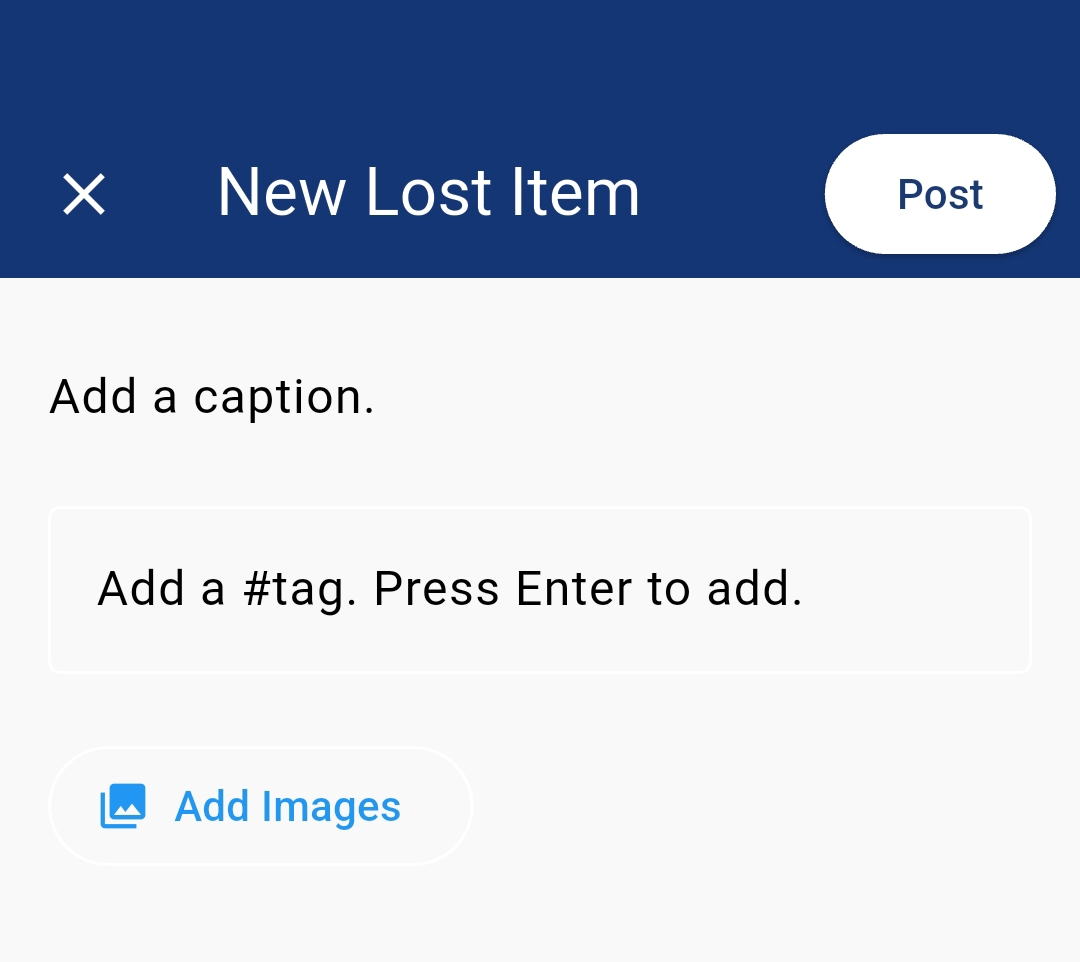 New Lost Item
Post
Add a caption.
Add a #tag. Press Enter to add.
Add Images